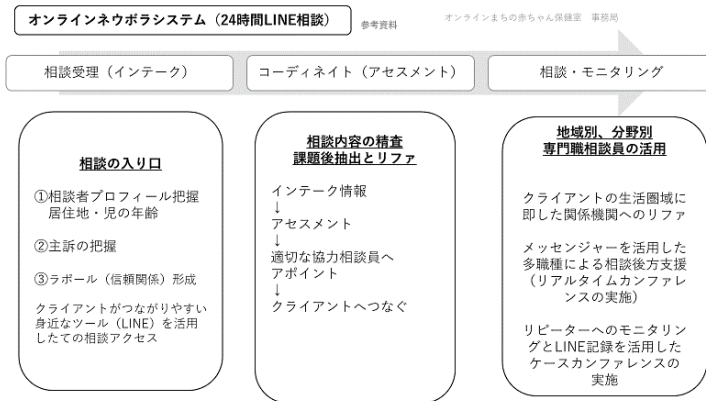 オンラインネウボラシステム（24時間LINE相談）
参考資料
オンラインまちの赤ちゃん保健室　事務局
相談受理（インテーク）
コーディネイト（アセスメント）
相談・モニタリング
相談の入り口
①相談者プロフィール把握
居住地・児の年齢
②主訴の把握
③ラポール（信頼関係）形成
クライアントがつながりやすい
身近なツール（LINE）を活用
したての相談アクセス
相談内容の精査
課題後抽出とリファ
インテーク情報
↓
アセスメント
↓
適切な協力相談員へ
アポイント
↓
クライアントへつなぐ
地域別、分野別
専門職相談員の活用
クライアントの生活圏域に
即した関係機関へのリファ
メッセンジャーを活用した
多職種による相談後方支援
（リアルタイムカンファレ
ンスの実施）
リピーターへのモニタリン
グとLINE記録を活用した
ケースカンファレンスの
実施